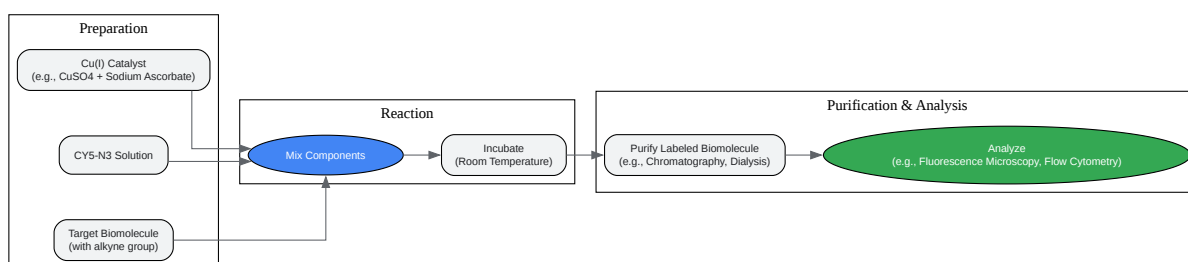 Preparation
Cu(I) Catalyst
(e.g., CuSO4 + Sodium Ascorbate)
CY5-N3 Solution
Target Biomolecule
(with alkyne group)
Reaction
Mix Components
Incubate
(Room Temperature)
Purification & Analysis
Purify Labeled Biomolecule
(e.g., Chromatography, Dialysis)
Analyze
(e.g., Fluorescence Microscopy, Flow Cytometry)